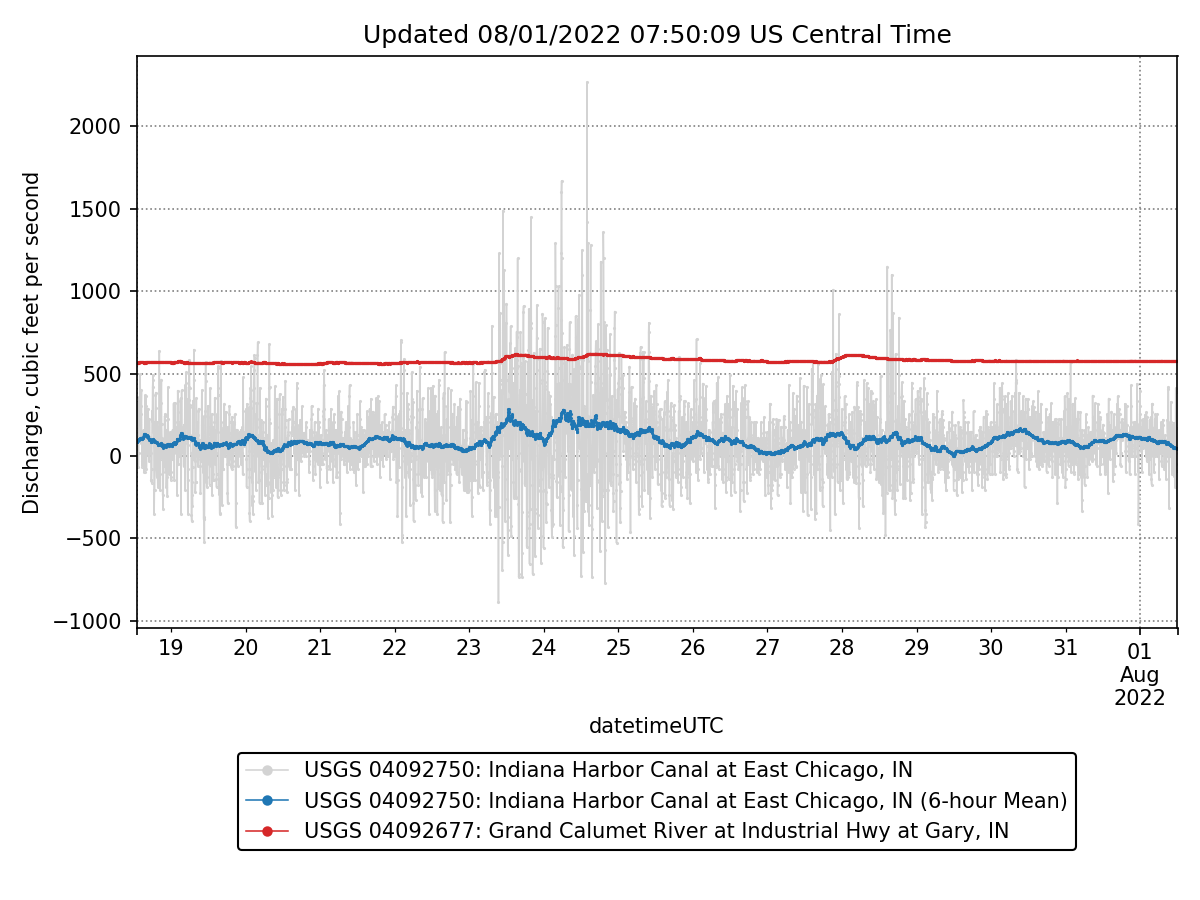 Updated 08/01/2022 07:50:09 US Central Time
Discharge, cubic feet per second
2000
1500
1000
500
0
−500
−1000
19 20 21 22 23 24 25 26 27 28 29 30 31 01
Aug
2022
datetimeUTC
USGS 04092750: Indiana Harbor Canal at East Chicago, IN
USGS 04092750: Indiana Harbor Canal at East Chicago, IN (6-hour Mean)
USGS 04092677: Grand Calumet River at Industrial Hwy at Gary, IN